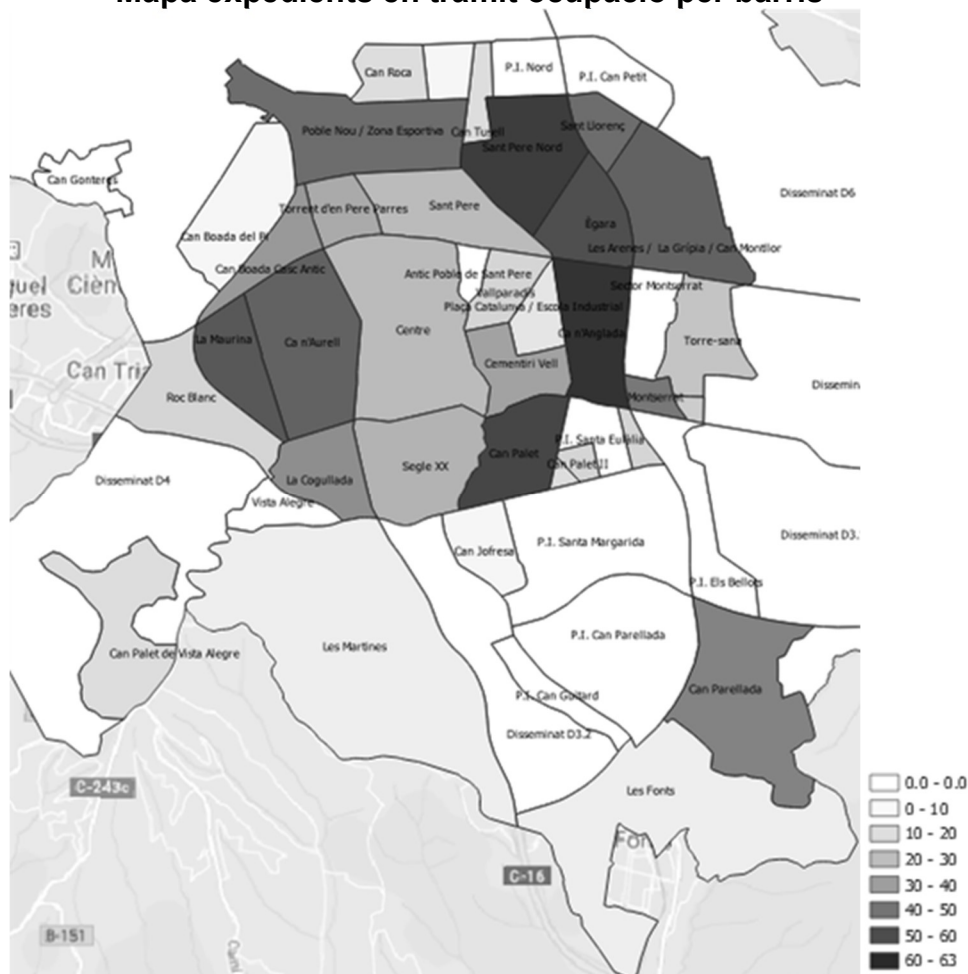 Mapa expedients en tràmit ocupació per barris
P.I. Nord
Can Roca
P.I. Can Petit
Sant Llorenç
Poble Nou / Zona Esportiva
Can Tusell
Sant Pere Nord
Can Gonteres
Disseminat D6
Torrent d'en Pere Parres
Sant Pere
Ègara
Can Boada del Pi
Les Arenes / La Grípia / Can Montllor
Can Boada Casc Antic
Antic Poble de Sant Pere
Sector Montserrat
Vallparadís
Plaça Catalunya / Escola Industrial
Centre
Ca n'Anglada
La Maurina
Ca n'Aurell
Torre-sana
Can Tria
Cementiri Vell
Dissemin
Roc Blanc
Montserrat
P.I. Santa Eulàlia
Can Palet
Can Palet II
Segle XX
Disseminat D4
La Cogullada
Vista Alegre
Disseminat D3.
P.I. Santa Margarida
Can Jofresa
P.I. Els Bellots
P.I. Can Parellada
Les Martines
Can Palet de Vista Alegre
Can Parellada
P.I. Can Guitard
Disseminat D3.2
C-243c
Les Fonts
0.0 - 0.0
0 - 10
10 - 20
20 - 30
30 - 40
40 - 50
50 - 60
60 - 63
C-16
B-151